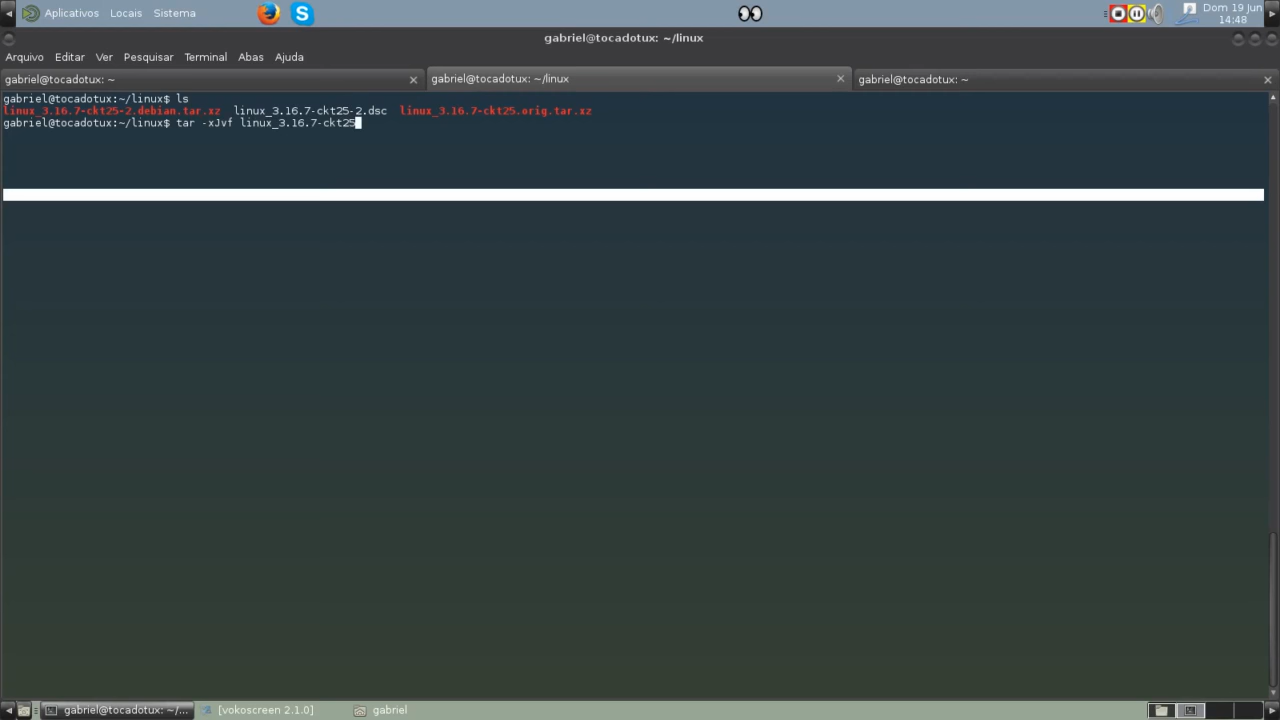 Aplicativos Locais Sistema
Dom 19 Jun
14:48
gabriel@tocadotux: ~/linux
Arquivo Editar Ver Pesquisar Terminal Abas Ajuda
gabriel@tocadotux: ~ gabriel@tocadotux: ~/linux gabriel@tocadotux: ~
gabriel@tocadotux:~/linux$ ls
linux_3.16.7-ckt25-2.debian.tar.xz linux_3.16.7-ckt25-2.dsc linux_3.16.7-ckt25.orig.tar.xz
gabriel@tocadotux:~/linux$ tar -xJvf linux_3.16.7-ckt25
gabriel@tocadotux: ~/... [vokoscreen 2.1.0] gabriel